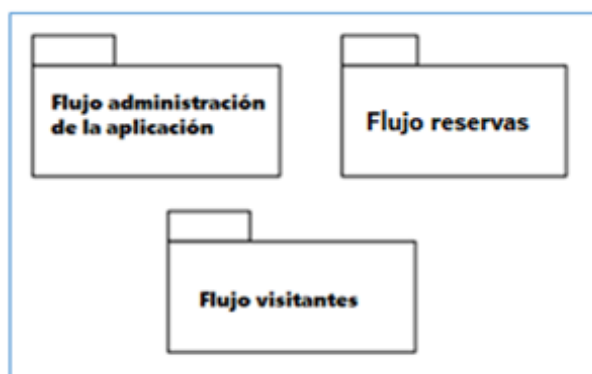 Flujo administración
de la aplicación
Flujo reservas
Flujo visitantes